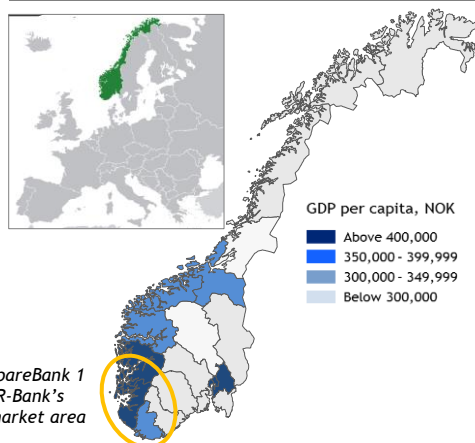 GDP per capita, NOK
Above 400,000
350,000 - 399,999
300,000 - 349,999
Below 300,000
pareBank 1
R-Bank's
market area